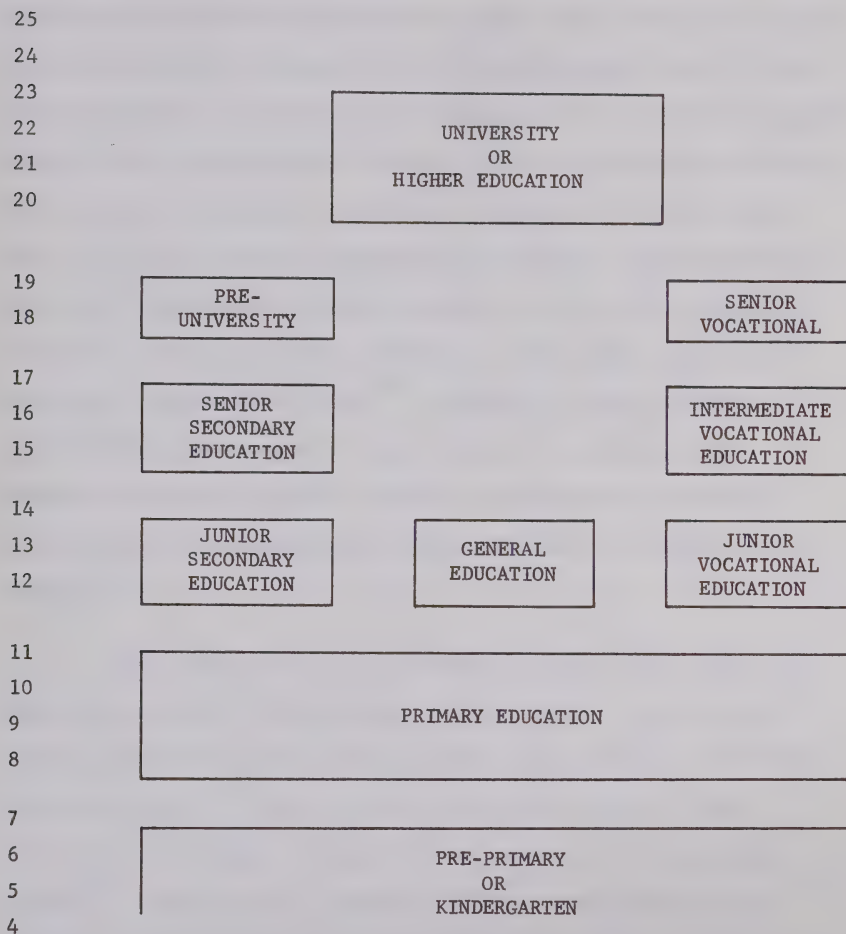 25
24
23
22 UNIVERSITY
OR
21
HIGHER EDUCATION
20
19
PRE-
UNIVERSITY
SENIOR
VOCATIONAL
18
17
16
SENIOR
SECONDARY
EDUCATION
INTERMEDIATE
VOCATIONAL
EDUCATION
15
14
13
JUNIOR
SECONDARY
EDUCATION
GENERAL
EDUCATION
JUNIOR
VOCATIONAL
EDUCATION
12
11
10
9 PRIMARY EDUCATION
8
7
6 PRE-PRIMARY
OR
5
KINDERGARTEN
4